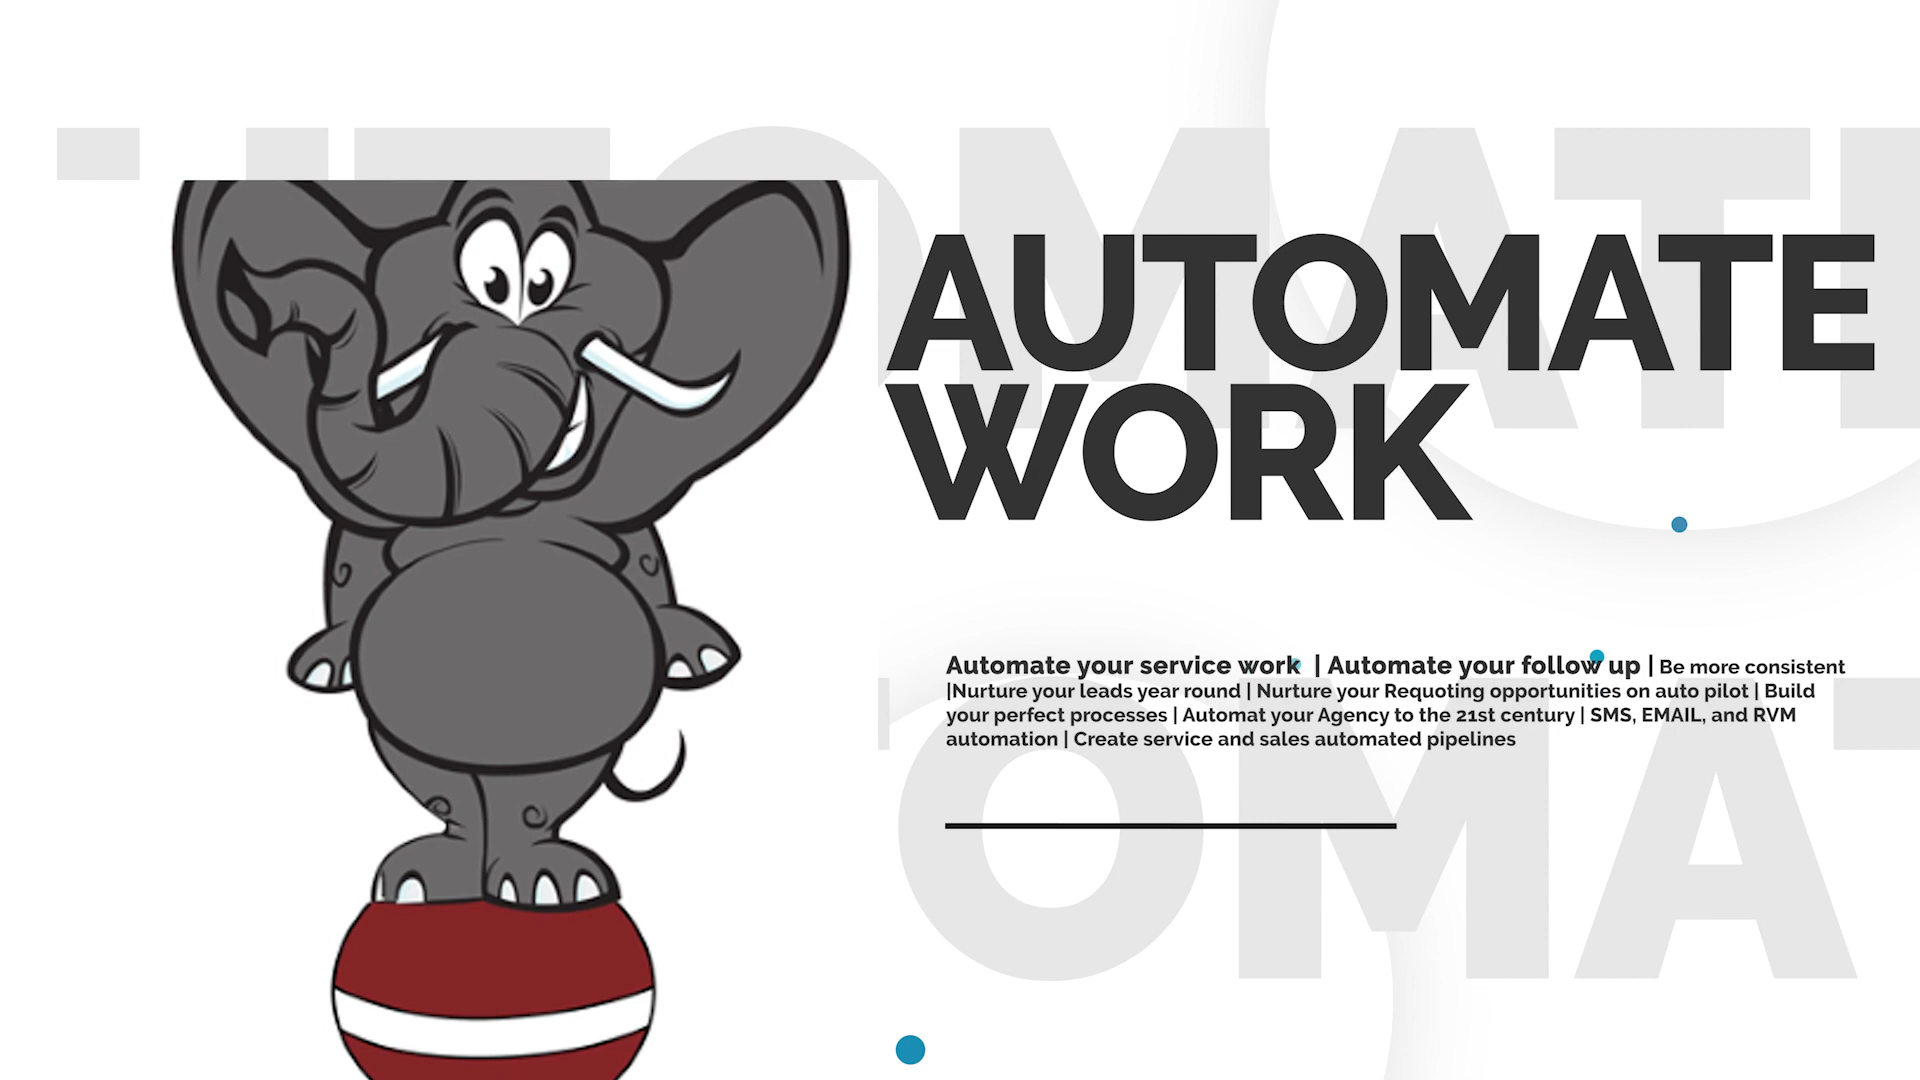 AUTOMATE
WORK
Automate your service work | Automate your follow up | Be more consistent
|Nurture your leads year round | Nurture your Requoting opportunities on auto pilot | Build
your perfect processes | Automat your Agency to the 21st century | SMS, EMAIL, and RVM
automation | Create service and sales automated pipelines